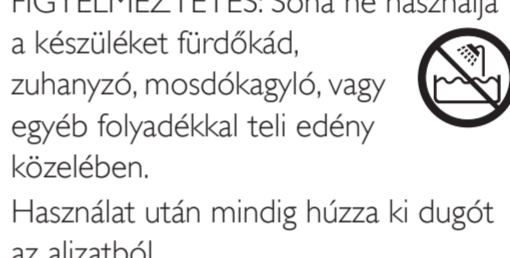 FIGYELMEZTETÉS: Soha ne használja
a készüléket fürdőkád,
zuhanyzó, mosdókagyló, vagy
egyéb folyadékkal teli edény
közelében.
Használat után mindig húzza ki dugót
az aljzatból